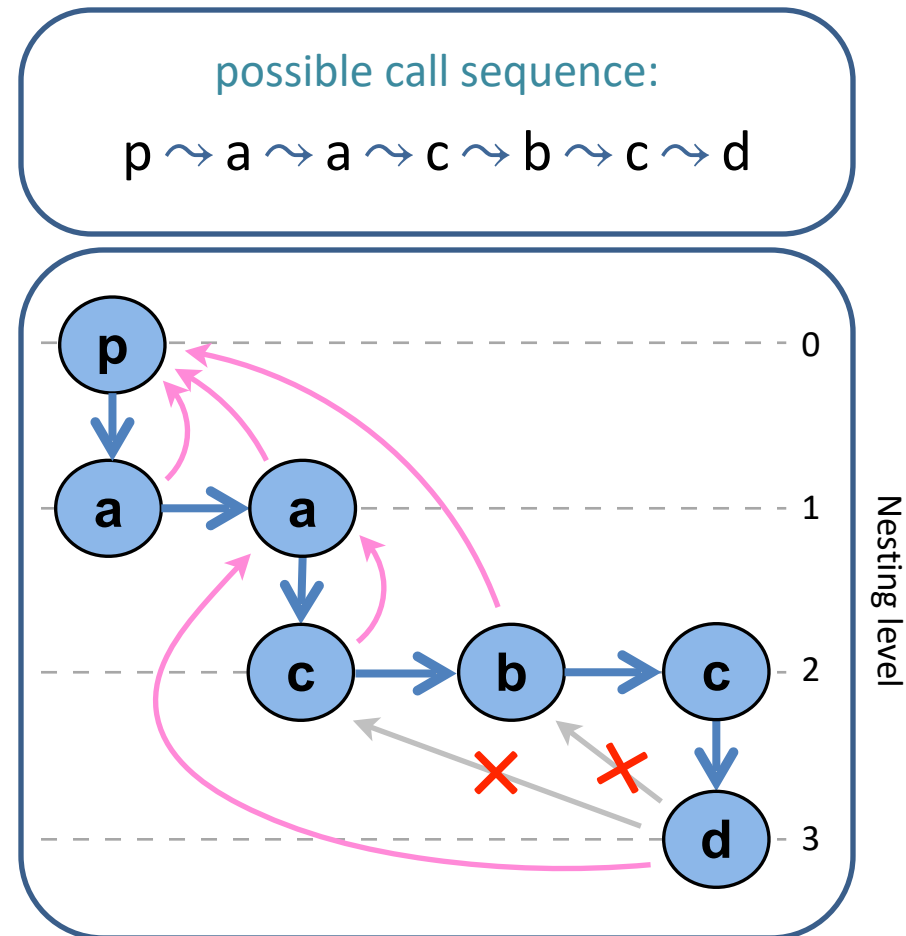 possible call sequence:
p ⤳ a ⤳ a ⤳ c ⤳ b ⤳ c ⤳ d
p
0
a
a
1
c
b
c
2
d
3
Nesting level